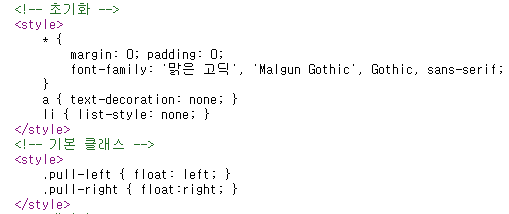 <!-- 초기화 -->
<style>
    * {
        margin: 0; padding: 0;
        font-family: '맑은 고딕', 'Malgun Gothic', Gothic, sans-serif;
    }
    a { text-decoration: none; }
    li { list-style: none; }
</style>
<!-- 기본 클래스 -->
<style>
    .pull-left { float: left; }
    .pull-right { float:right; }
</style>